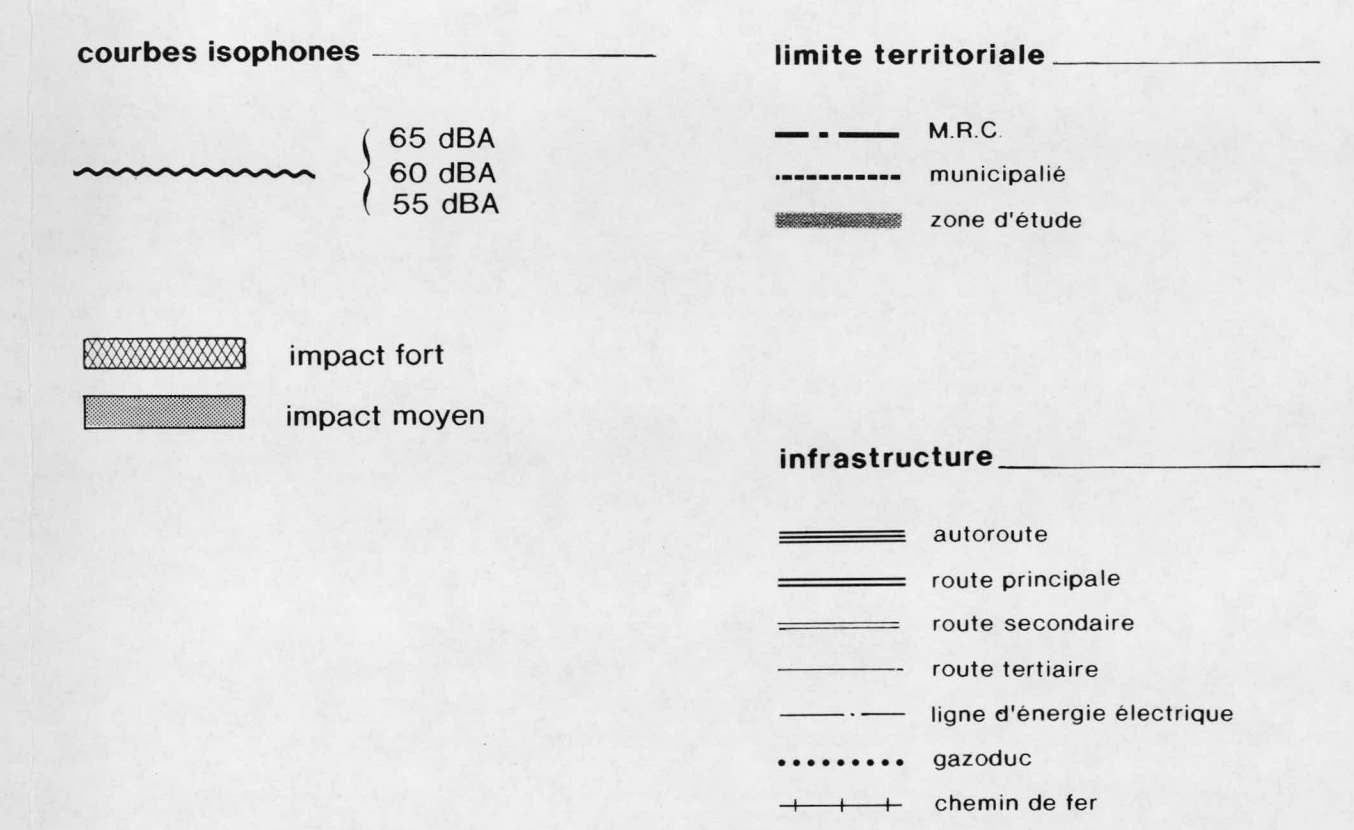 courbes isophones
65 dBA
60 dBA
55 dBA
impact fort
impact moyen
limite territoriale
M.R.C.
municipalié
zone d'étude
infrastructure
autoroute
route principale
route secondaire
route tertiaire
ligne d'énergie électrique
gazoduc
chemin de fer